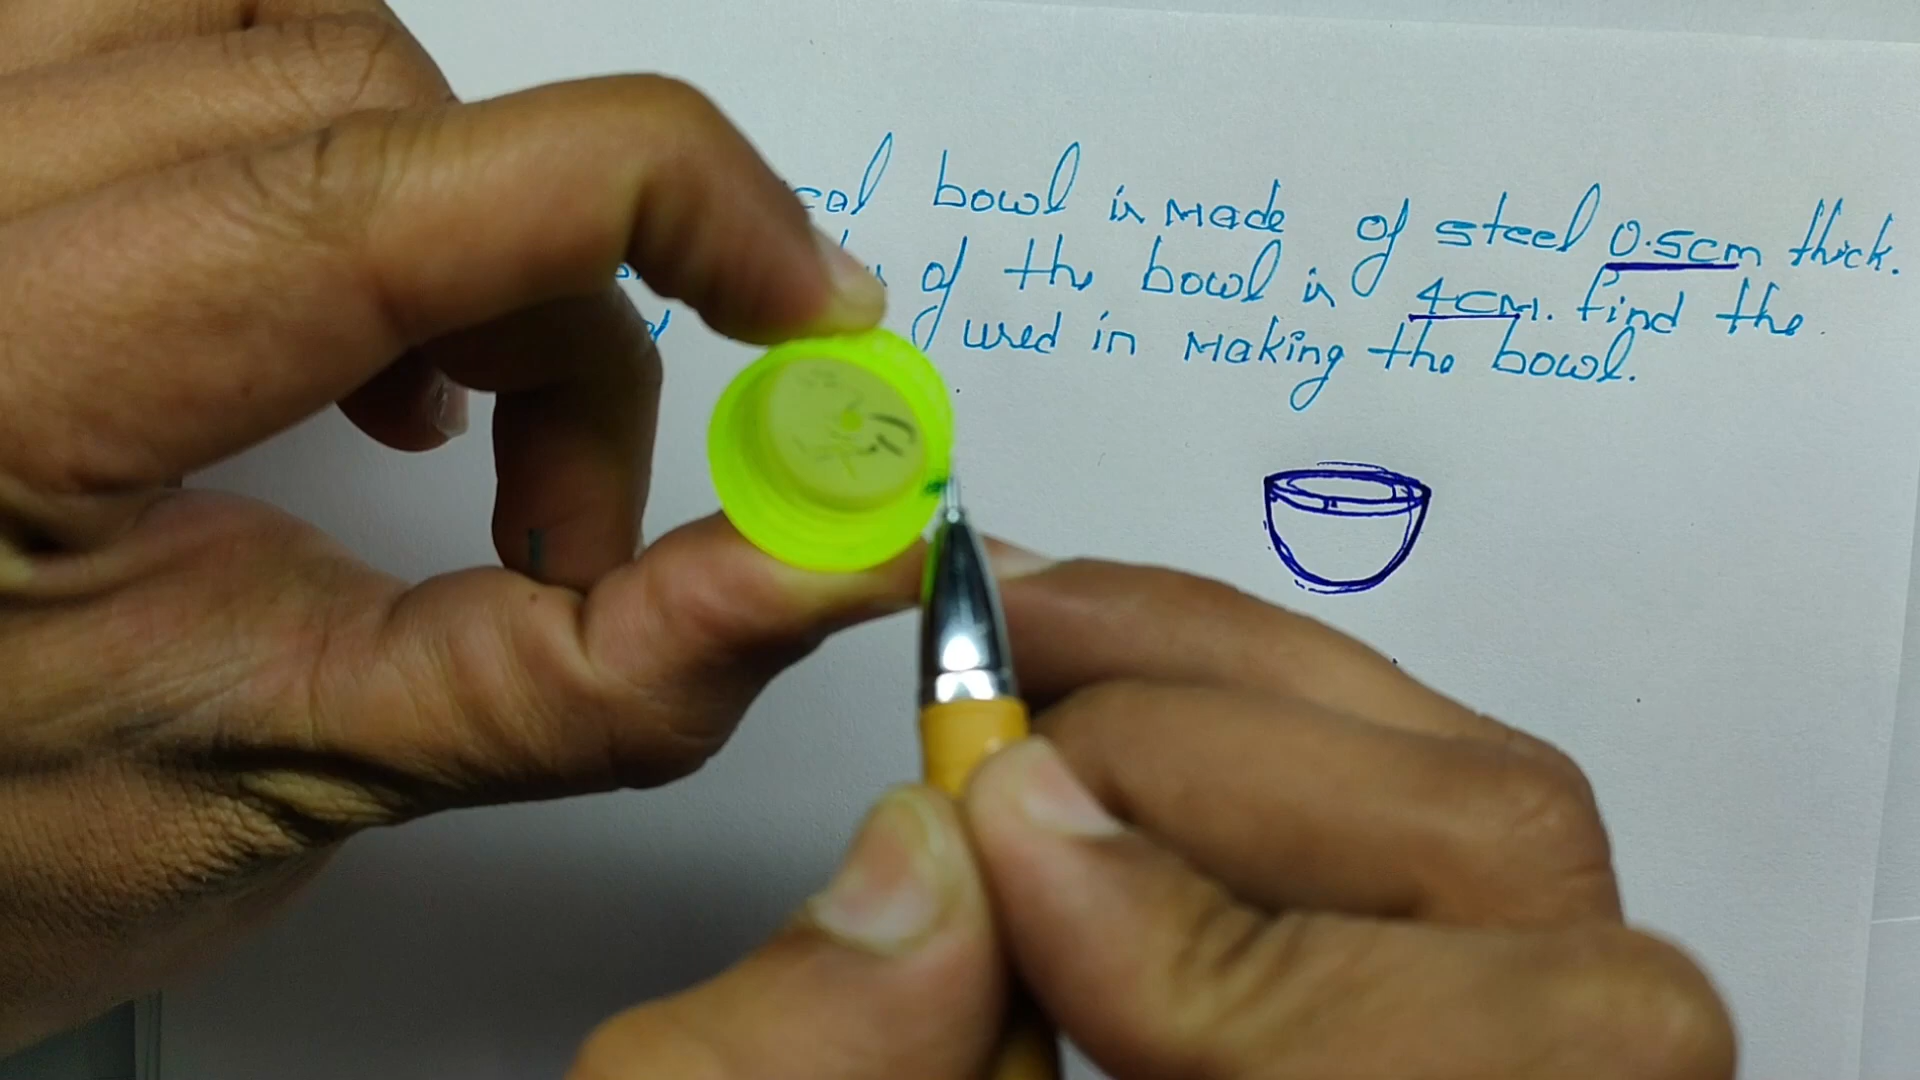 bowl is made of steel 0.5cm thick.
of the bowl is 4cm. find the
used in making the bowl.